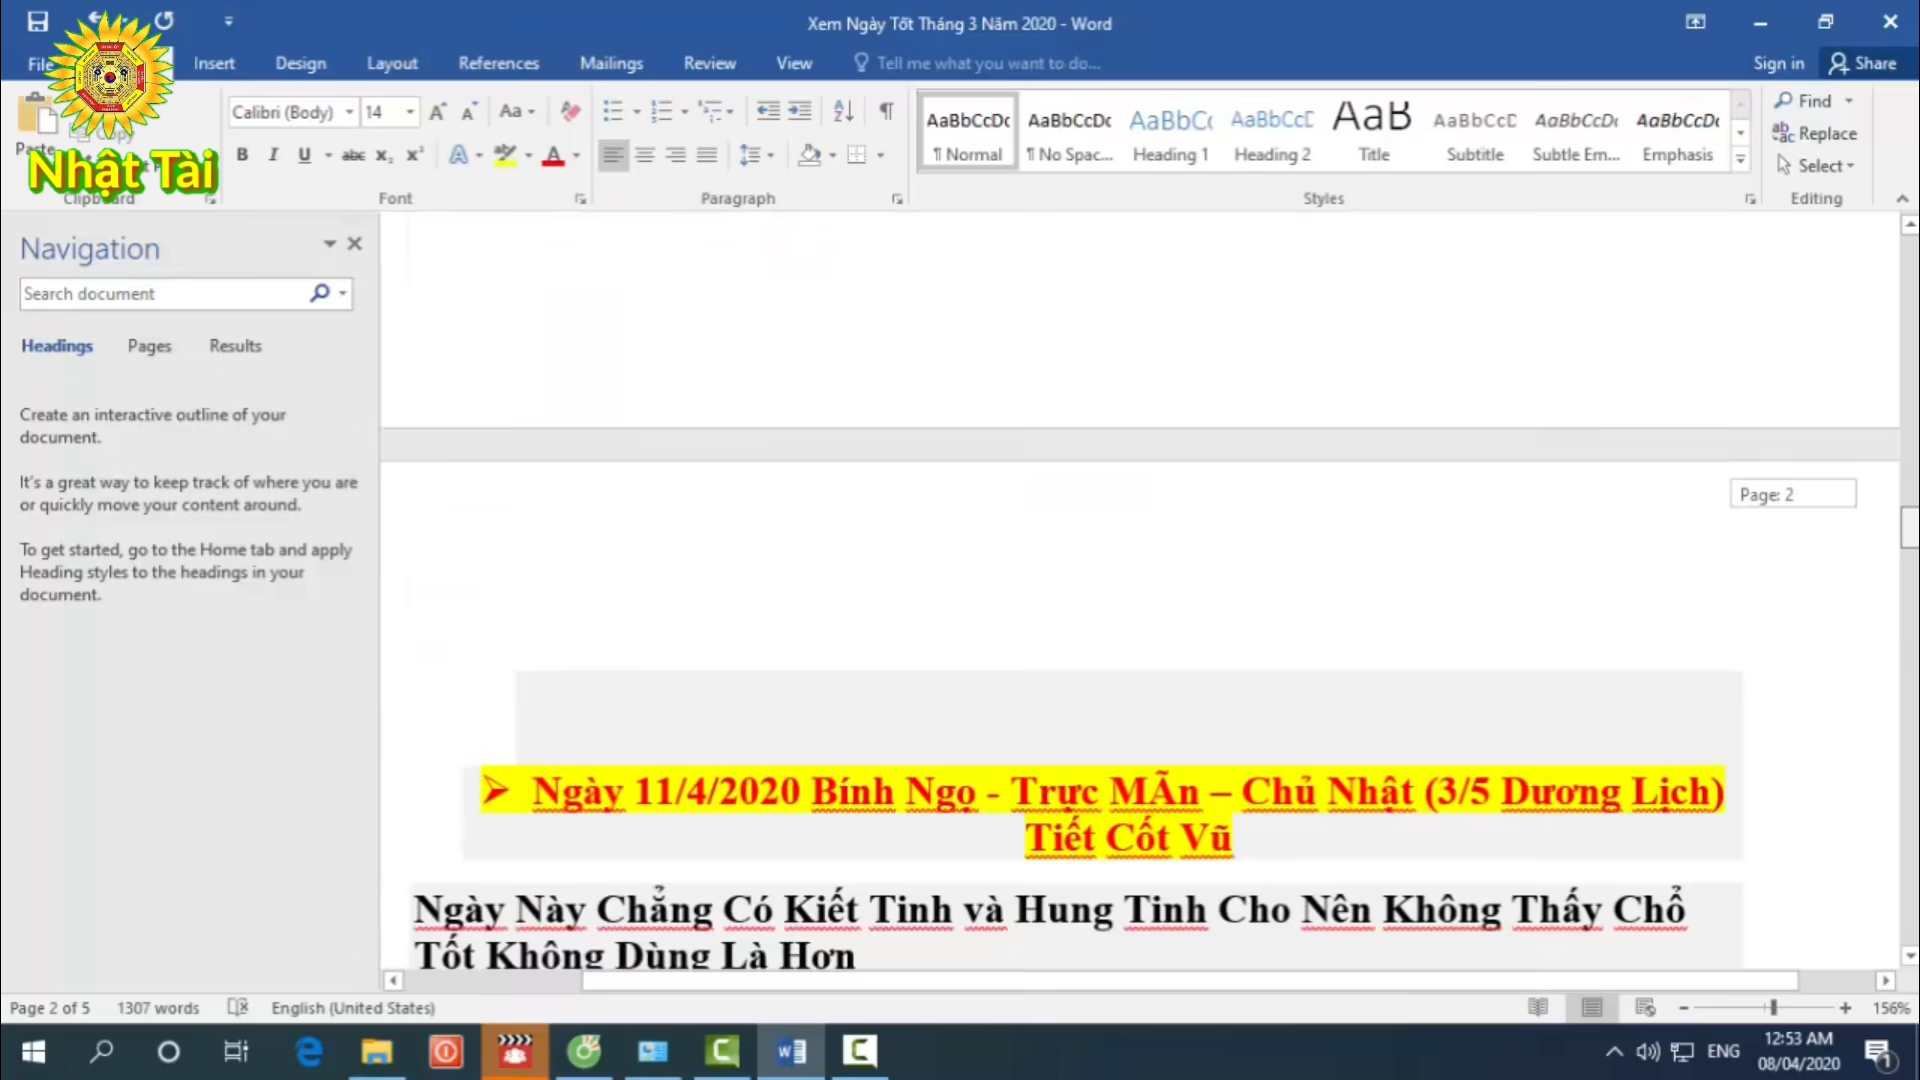 Xem Ngày Tốt Tháng 3 Năm 2020 - Word
File Insert Design Layout References Mailings Review View Tell me what you want to do... Sign in Share
Nhật Tài
Paste
Copy
Calibri (Body) 14
Clipboard Font Paragraph Styles Editing
AaBbCcDc AaBbCcDc AaBbCc AaBbCcD AaB AaBbCcD AaBbCcDc AaBbCcDc
¶ Normal ¶ No Spac... Heading 1 Heading 2 Title Subtitle Subtle Em... Emphasis
Find
Replace
Select
Navigation
Search document
Headings Pages Results
Create an interactive outline of your
document.
It's a great way to keep track of where you are
or quickly move your content around.
To get started, go to the Home tab and apply
Heading styles to the headings in your
document.
Page: 2
➢ Ngày 11/4/2020 Bính Ngọ - Trực MÃn – Chủ Nhật (3/5 Dương Lịch)
Tiết Cốt Vũ
Ngày Này Chẳng Có Kiết Tinh và Hung Tinh Cho Nên Không Thấy Chổ
Tốt Không Dùng Là Hơn
Page 2 of 5 1307 words English (United States) 156%
ENG 12:53 AM
08/04/2020
1